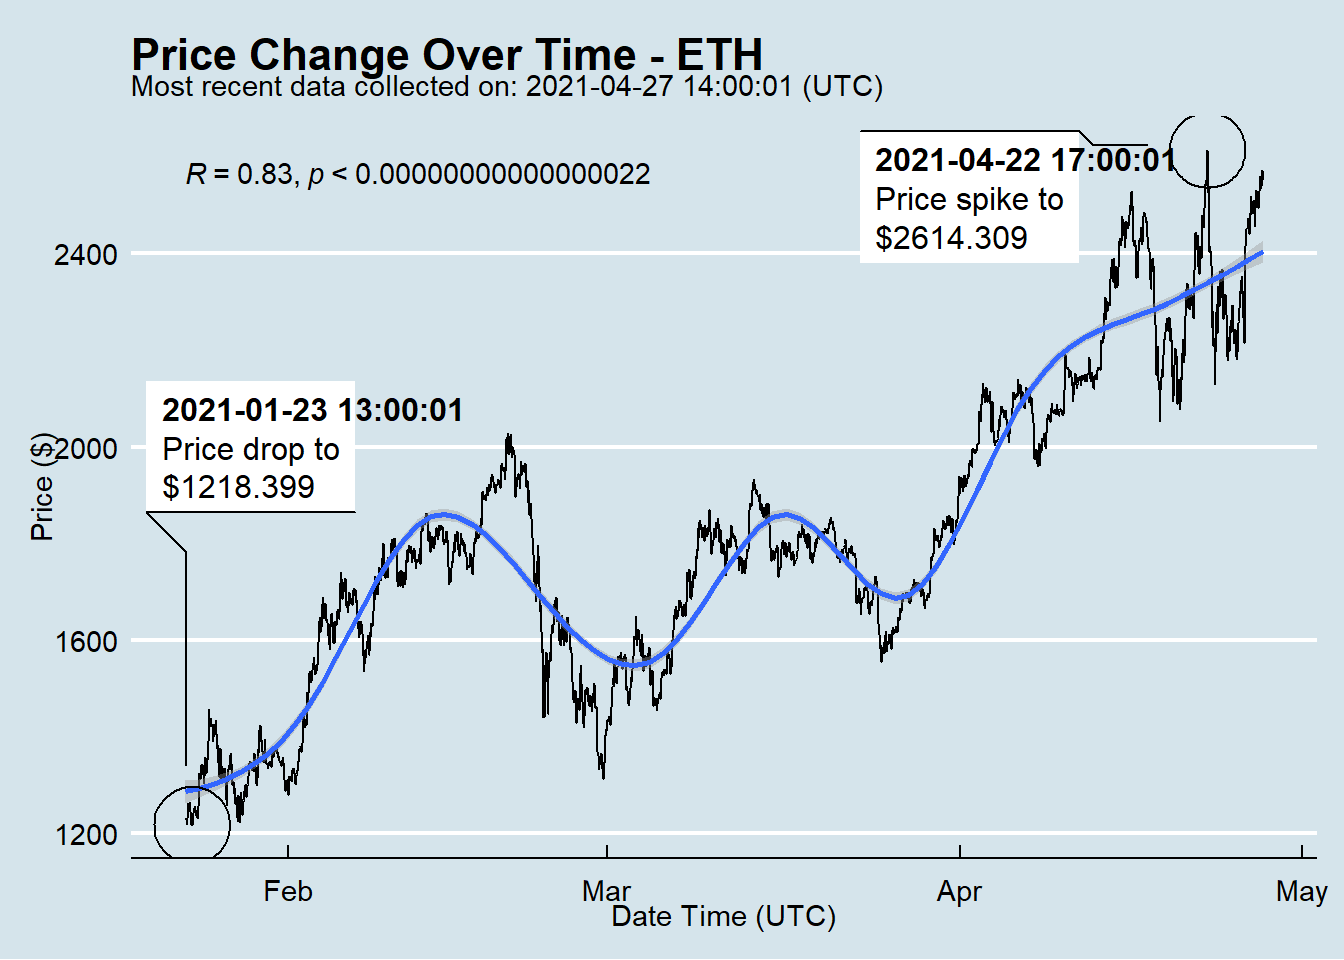 Price Change Over Time - ETH
Most recent data collected on: 2021-04-27 14:00:01 (UTC)
R = 0.83, p < 0.00000000000000022
2021-04-22 17:00:01
Price spike to
$2614.309
2021-01-23 13:00:01
Price drop to
$1218.399
Price ($)
2400
2000
1600
1200
Feb
Mar
Apr
May
Date Time (UTC)